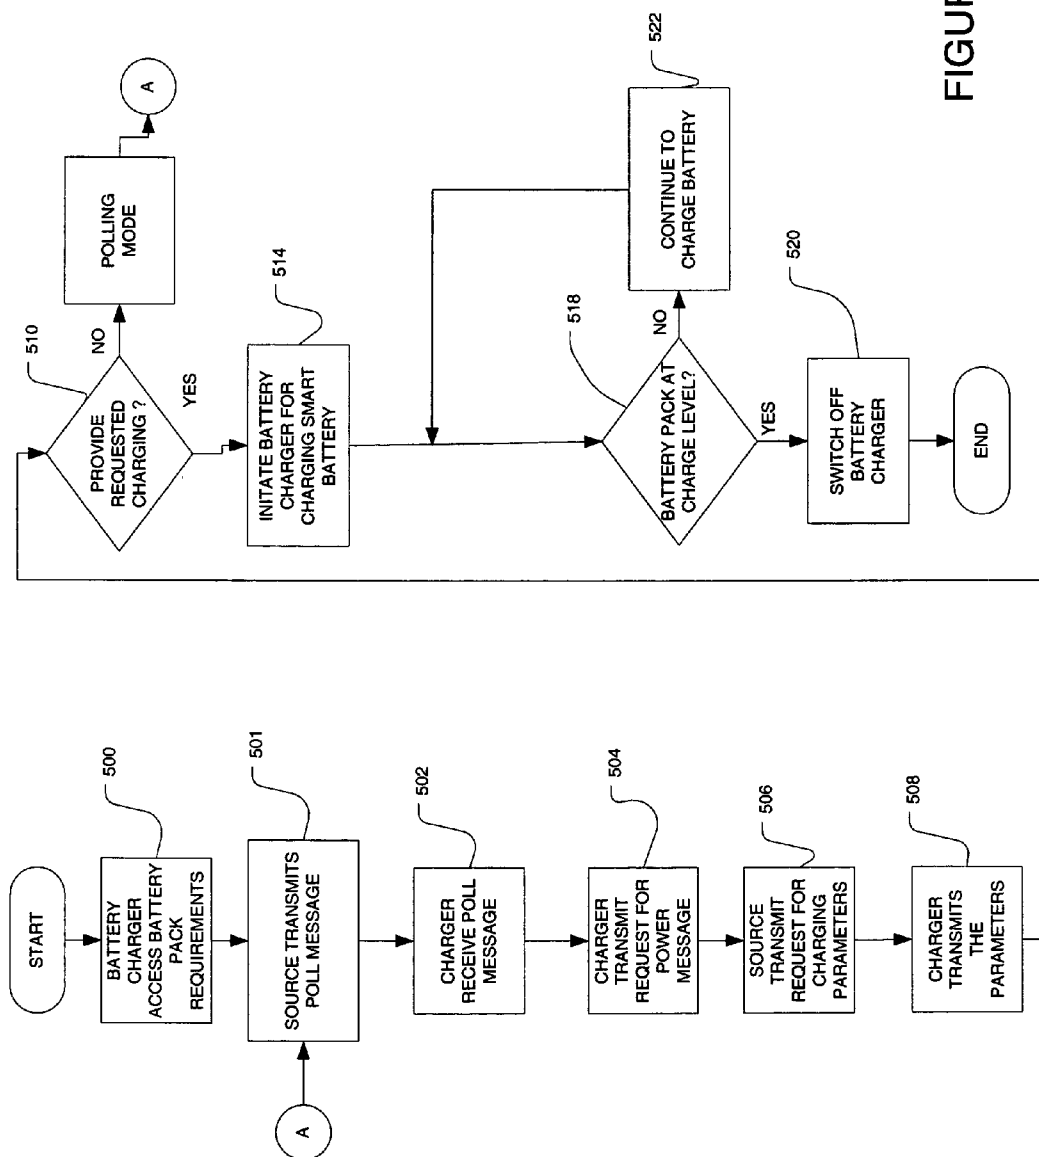 START
500
BATTERY
CHARGER
ACCESS BATTERY
PACK
REQUIREMENTS
501
SOURCE TRANSMITS
POLL MESSAGE
A
502
CHARGER
RECEIVE POLL
MESSAGE
504
CHARGER
TRANSMIT
REQUEST FOR
POWER
MESSAGE
506
SOURCE
TRANSMIT
REQUEST FOR
CHARGING
PARAMETERS
508
CHARGER
TRANSMITS
THE
PARAMETERS
510
PROVIDE
REQUESTED
CHARGING ?
NO
POLLING
MODE
A
YES
514
INITATE BATTERY
CHARGER FOR
CHARGING SMART
BATTERY
518
BATTERY PACK AT
CHARGE LEVEL?
NO
522
CONTINUE TO
CHARGE BATTERY
YES
520
SWITCH OFF
BATTERY
CHARGER
END